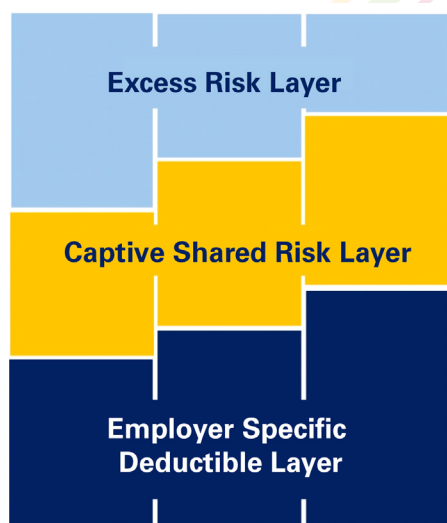 Excess Risk Layer
Captive Shared Risk Layer
Employer Specific
Deductible Layer